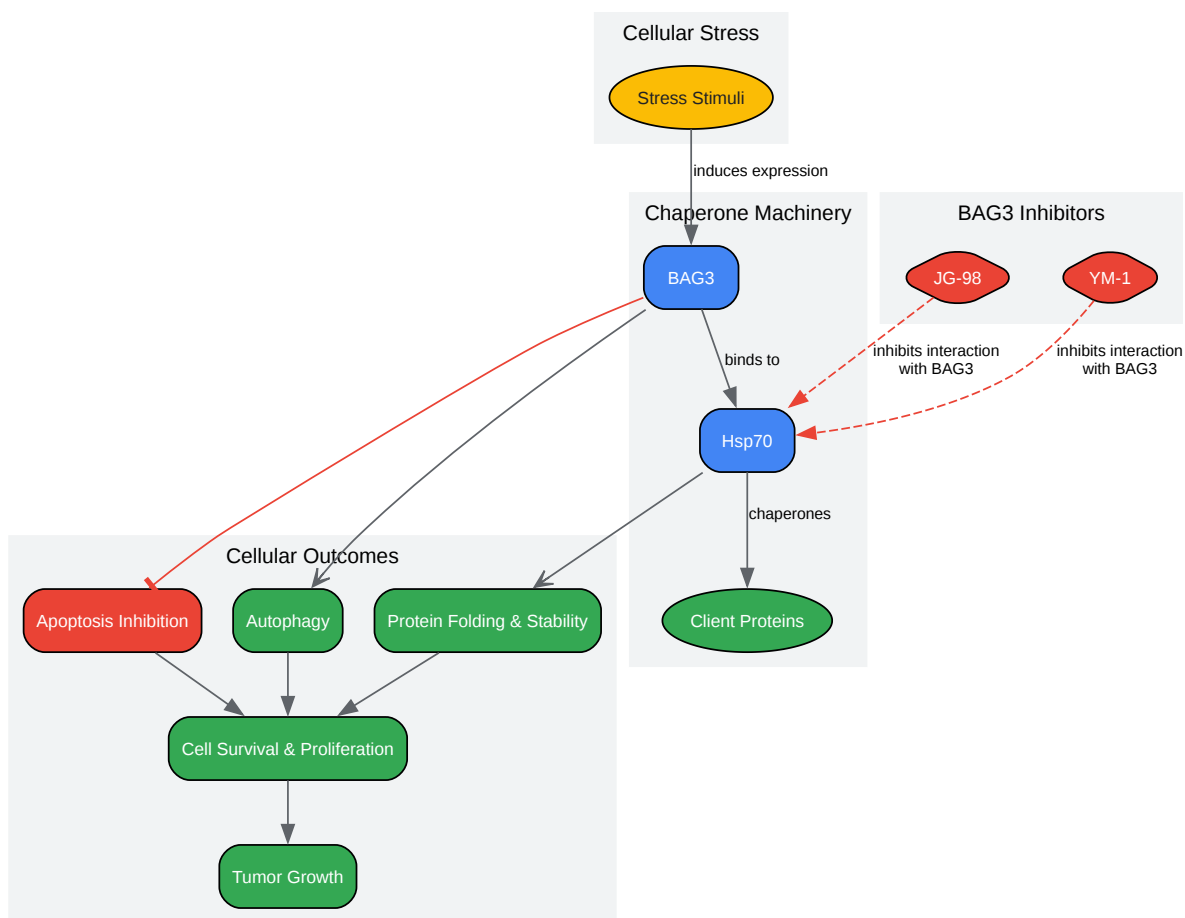 Cellular Stress
Stress Stimuli
induces expression
Chaperone Machinery
BAG3 Inhibitors
BAG3
JG-98
YM-1
binds to
inhibits interaction
with BAG3
inhibits interaction
with BAG3
Hsp70
chaperones
Cellular Outcomes
Apoptosis Inhibition
Autophagy
Protein Folding & Stability
Client Proteins
Cell Survival & Proliferation
Tumor Growth